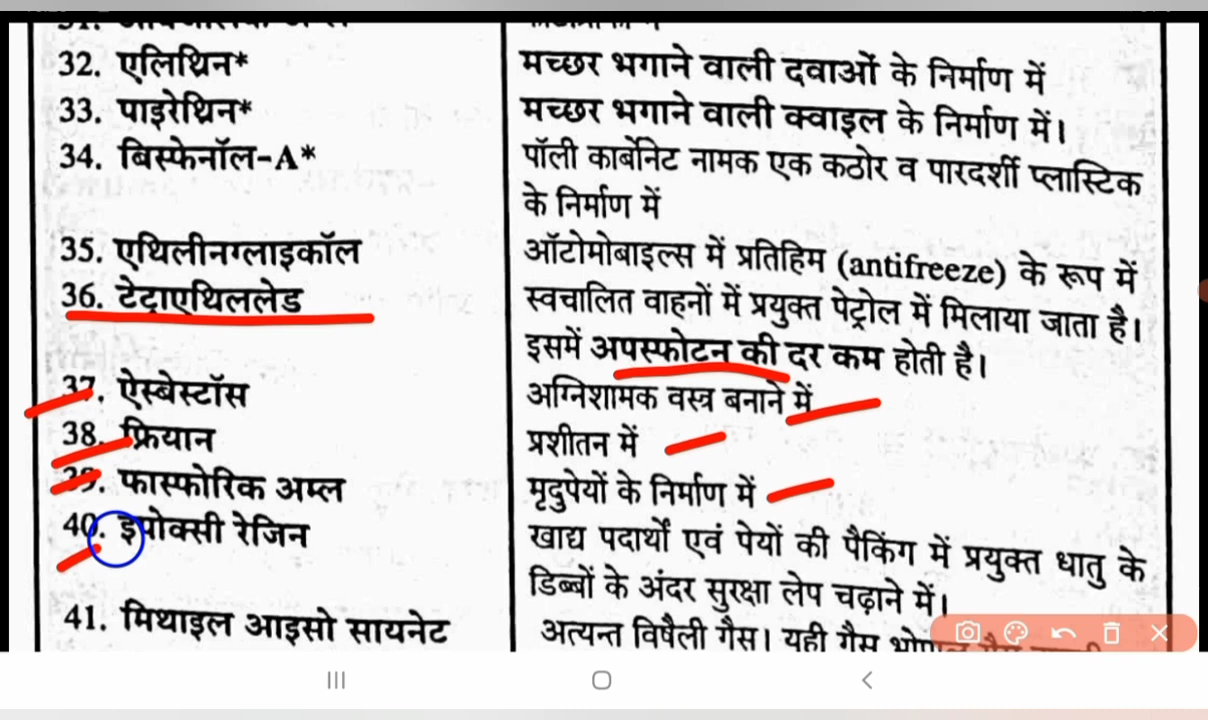 32. एलिथ्रिन*
मच्छर भगाने वाली दवाओं के निर्माण में
33. पाइरेथ्रिन*
मच्छर भगाने वाली क्वाइल के निर्माण में।
34. बिस्फेनॉल-A*
पॉली कार्बोनेट नामक एक कठोर व पारदर्शी प्लास्टिक
के निर्माण में
35. एथिलीनग्लाइकॉल
ऑटोमोबाइल्स में प्रतिहिम (antifreeze) के रूप में
36. टेट्राएथिललेड
स्वचालित वाहनों में प्रयुक्त पेट्रोल में मिलाया जाता है।
इसमें अपस्फोटन की दर कम होती है।
37. ऐस्बेस्टॉस
अग्निशामक वस्त्र बनाने में
38. फ्रियान
प्रशीतन में
39. फास्फोरिक अम्ल
मृदुपेयों के निर्माण में
40. इपोक्सी रेजिन
खाद्य पदार्थों एवं पेयों की पैकिंग में प्रयुक्त धातु के
डिब्बों के अंदर सुरक्षा लेप चढ़ाने में।
41. मिथाइल आइसो सायनेट
अत्यन्त विषैली गैस। यही गैस